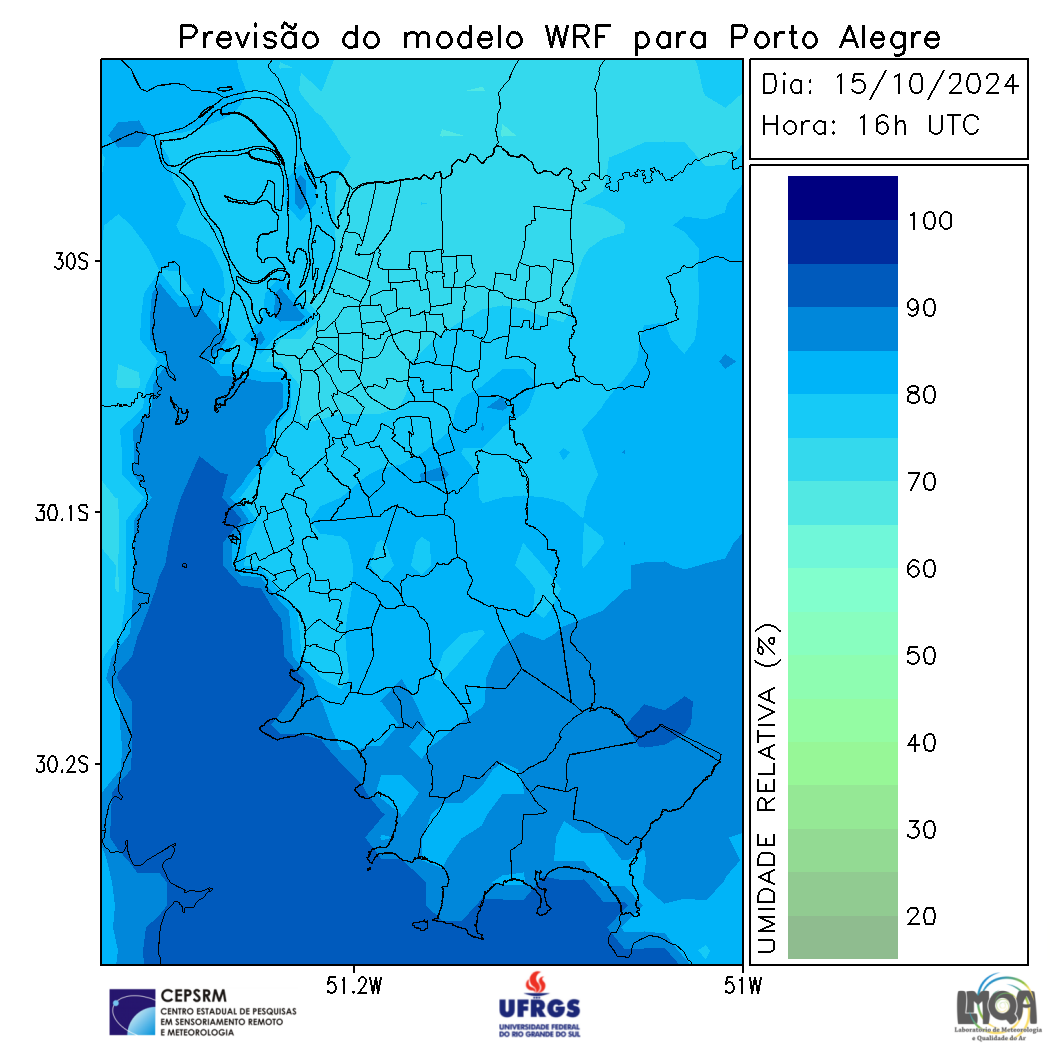 Previsão do modelo WRF para Porto Alegre
Dia: 15/10/2024
Hora: 16h UTC
30S
30.1S
30.2S
51.2W
51W
100
90
80
70
60
50
40
30
20
UMIDADE RELATIVA (%)
CEPSRM
CENTRO ESTADUAL DE PESQUISAS
EM SENSORIAMENTO REMOTO
E METEOROLOGIA
UFRGS
UNIVERSIDADE FEDERAL
DO RIO GRANDE DO SUL
LMQA
Laboratório de Meteorologia
e Qualidade do Ar